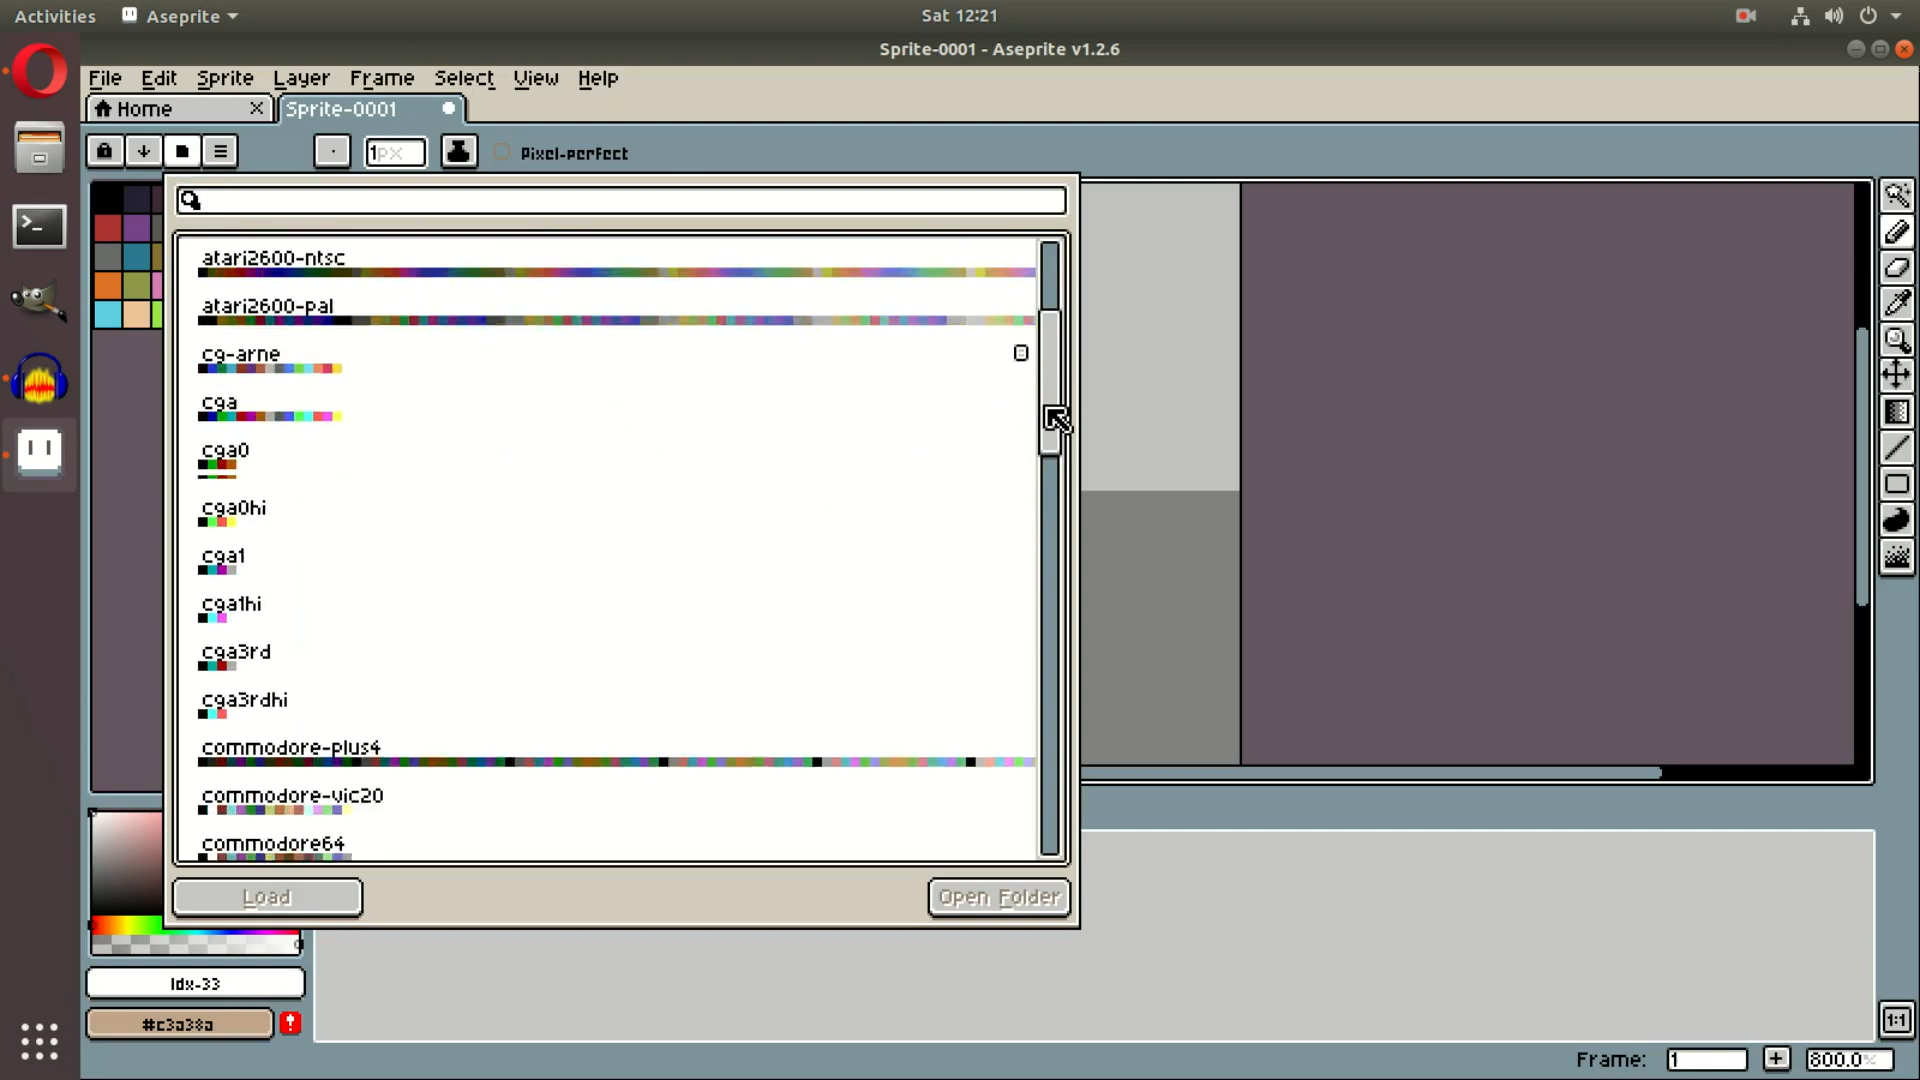 Activities Aseprite Sat 12:21
Sprite-0001 - Aseprite v1.2.6
File Edit Sprite Layer Frame Select View Help
Home Sprite-0001
1px Pixel-perfect
atari2600-ntsc
atari2600-pal
cg-arne
cga
cga0
cga0hi
cga1
cga1hi
cga3rd
cga3rdhi
commodore-plus4
commodore-vic20
commodore64
Load Open Folder
Idx-33
#c3a38a
1:1
Frame: 1 + 800.0%